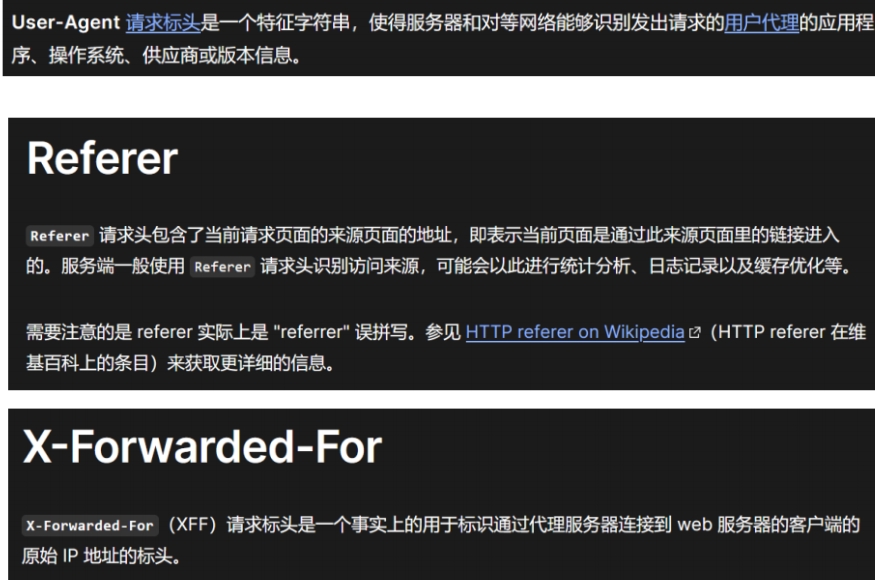 User-Agent 请求标头是一个特征字符串，使得服务器和对等网络能够识别发出请求的用户代理的应用程
序、操作系统、供应商或版本信息。
Referer
Referer 请求头包含了当前请求页面的来源页面的地址，即表示当前页面是通过此来源页面里的链接进入
的。服务端一般使用 Referer 请求头识别访问来源，可能会以此进行统计分析、日志记录以及缓存优化等。
需要注意的是 referer 实际上是 "referrer" 误拼写。参见 HTTP referer on Wikipedia（HTTP referer 在维
基百科上的条目）来获取更详细的信息。
X-Forwarded-For
X-Forwarded-For（XFF）请求标头是一个事实上的用于标识通过代理服务器连接到 web 服务器的客户端的
原始 IP 地址的标头。